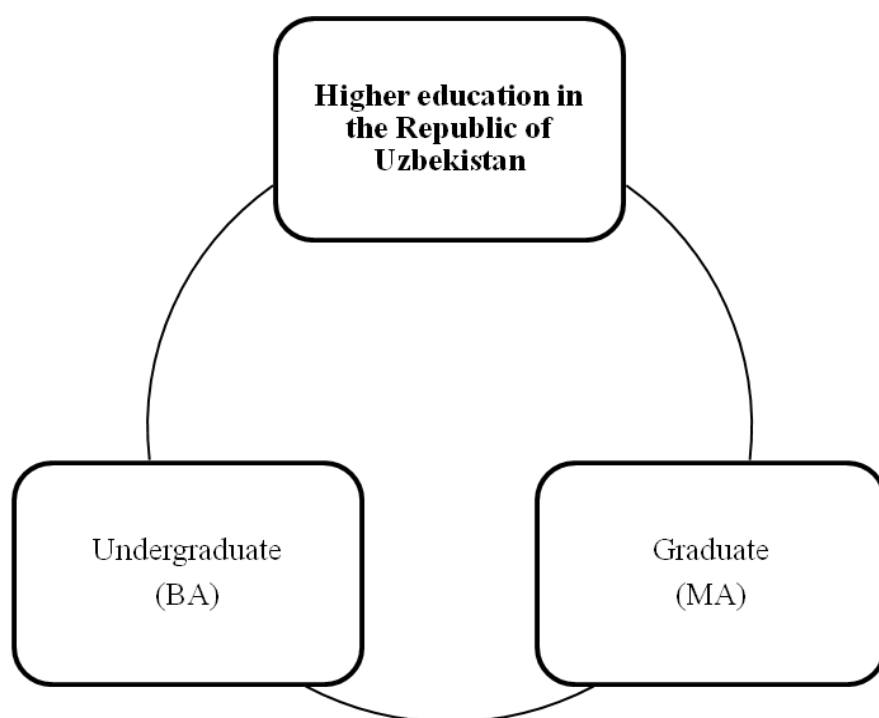 Higher education in
the Republic of
Uzbekistan
Undergraduate
(BA)
Graduate
(MA)